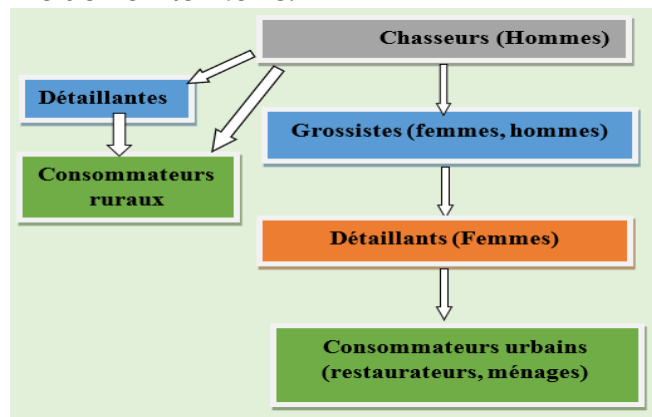 Chasseurs (Hommes)
Détaillantes
Grossistes (femmes, hommes)
Consommateurs
ruraux
Détaillants (Femmes)
Consommateurs urbains
(restaurateurs, ménages)